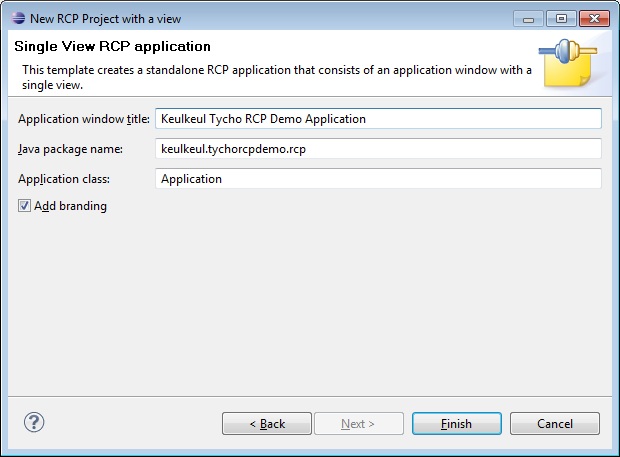 New RCP Project with a view
Single View RCP application
This template creates a standalone RCP application that consists of an application window with a
single view.
Application window title: Keulkeul Tycho RCP Demo Application
Java package name: keulkeul.tychorcpdemo.rcp
Application class: Application
Add branding
? < Back Next > Finish Cancel